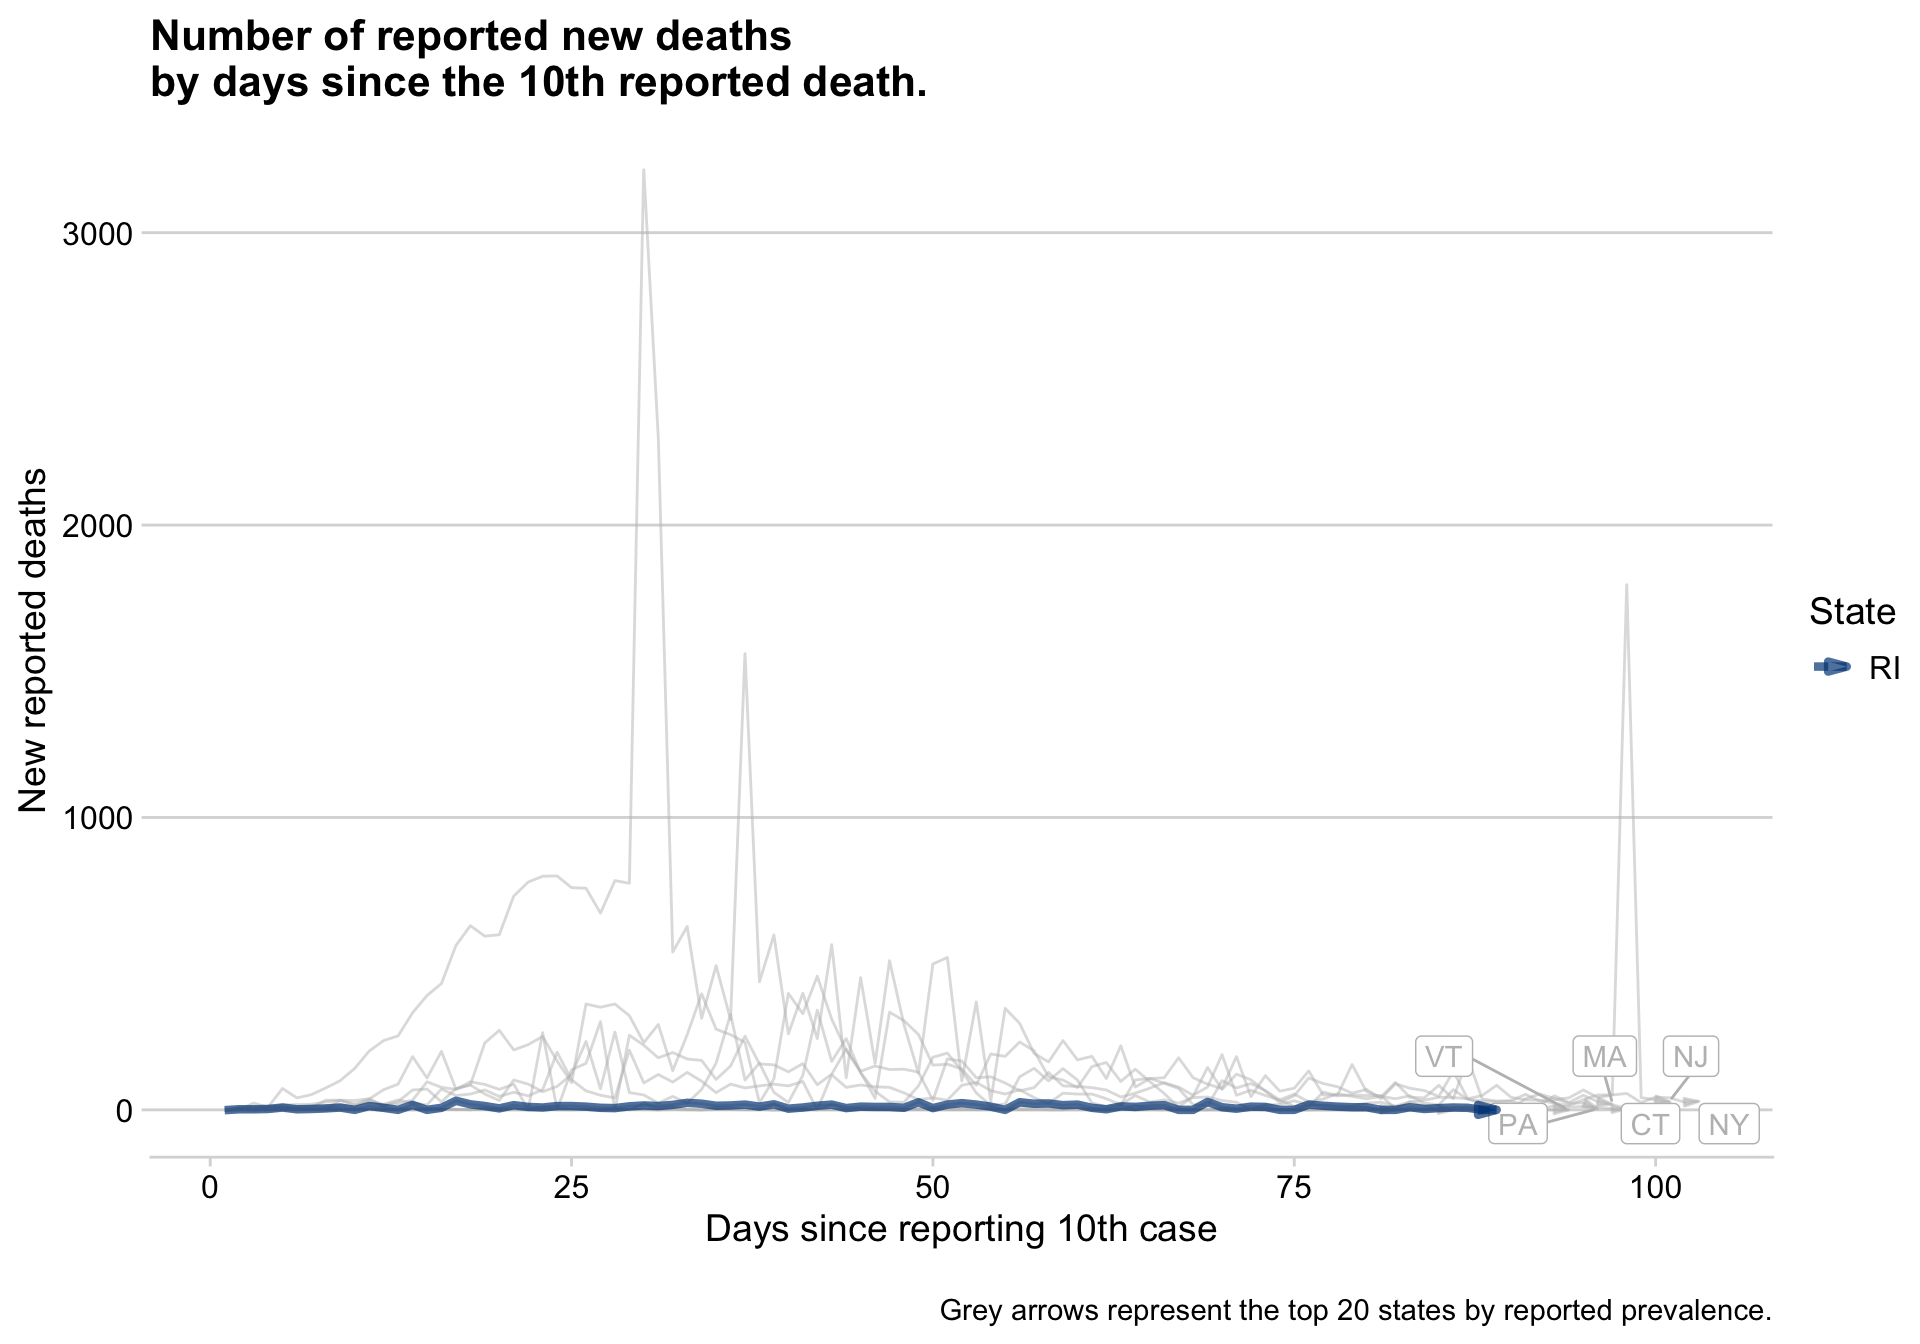 Number of reported new deaths
by days since the 10th reported death.
New reported deaths
3000
2000
1000
0
VT
MA
NJ
PA
CT
NY
0
25
50
75
100
Days since reporting 10th case
State
RI
Grey arrows represent the top 20 states by reported prevalence.